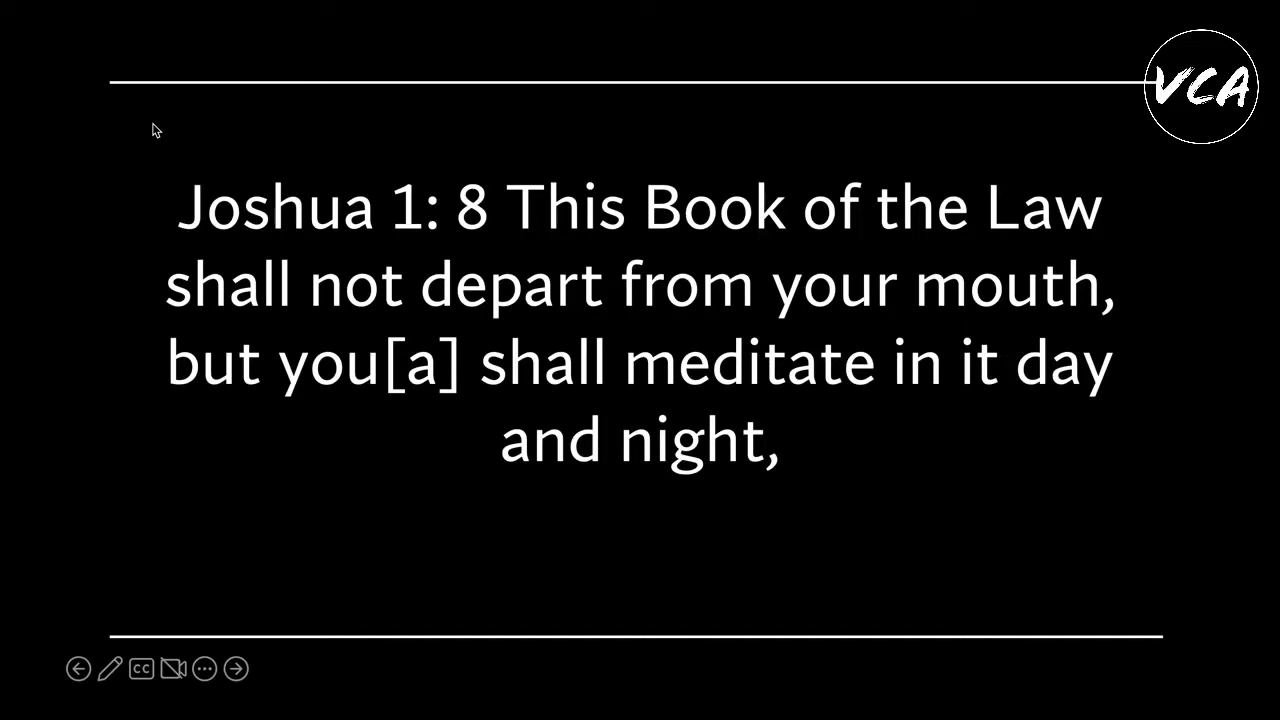 VCA
Joshua 1: 8 This Book of the Law
shall not depart from your mouth,
but you[a] shall meditate in it day
and night,
CC